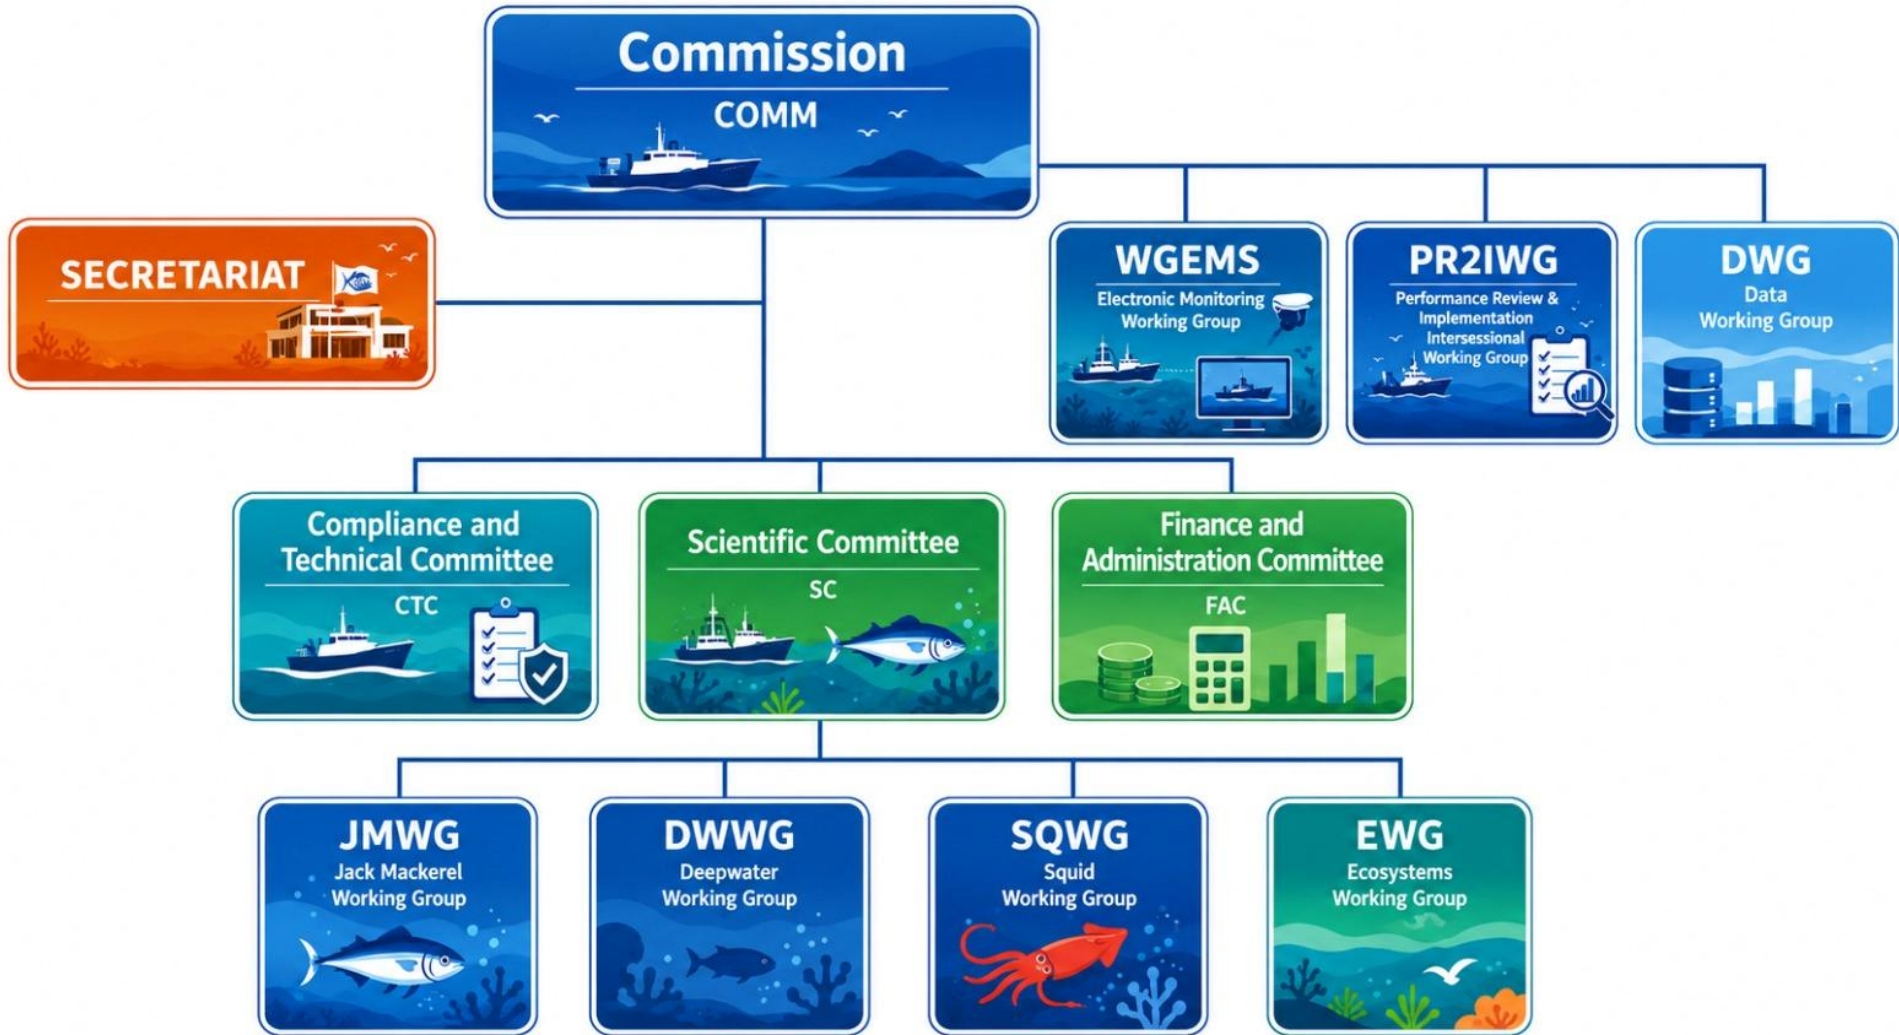 Commission
COMM
SECRETARIAT
WGEMS
Electronic Monitoring
Working Group
PR2IWG
Performance Review &
Implementation
Intersessional
Working Group
DWG
Data
Working Group
Compliance and
Technical Committee
CTC
Scientific Committee
SC
Finance and
Administration Committee
FAC
JMWG
Jack Mackerel
Working Group
DWWG
Deepwater
Working Group
SQWG
Squid
Working Group
EWG
Ecosystems
Working Group